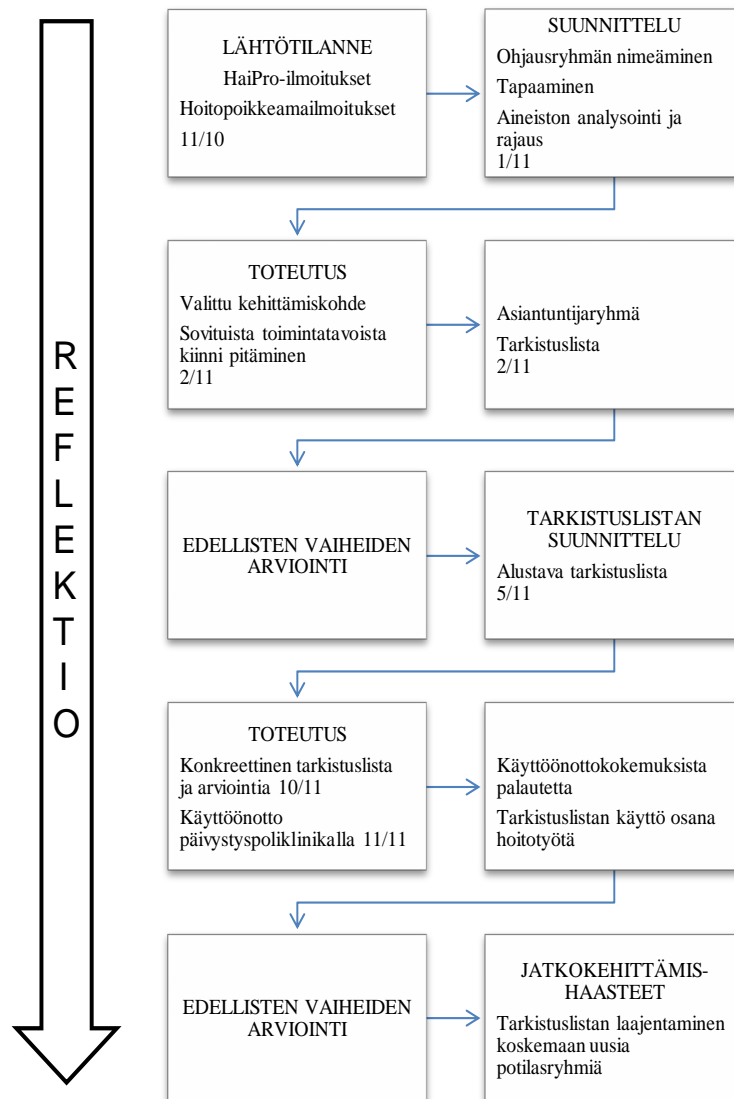 REFLEKTIO
LÄHTÖTILANNE
HaiPro-ilmoitukset
Hoitopoikkeamailmoitukset
11/10
SUUNNITTELU
Ohjausryhmän nimeäminen
Tapaaminen
Aineiston analysointi ja
rajaus
1/11
TOTEUTUS
Valittu kehittämiskohde
Sovituista toimintatavoista
kiinni pitäminen
2/11
Asiantuntijaryhmä
Tarkistuslista
2/11
EDELLISTEN VAIHEIDEN
ARVIOINTI
TARKISTUSLISTAN
SUUNNITTELU
Alustava tarkistuslista
5/11
TOTEUTUS
Konkreettinen tarkistuslista
ja arviointia 10/11
Käyttöönotto
päivystyspoliklinikalla 11/11
Käyttöönottokokemuksista
palautetta
Tarkistuslistan käyttö osana
hoitotyötä
EDELLISTEN VAIHEIDEN
ARVIOINTI
JATKOKEHITTÄMIS-
HAASTEET
Tarkistuslistan laajentaminen
koskemaan uusia
potilasryhmiä